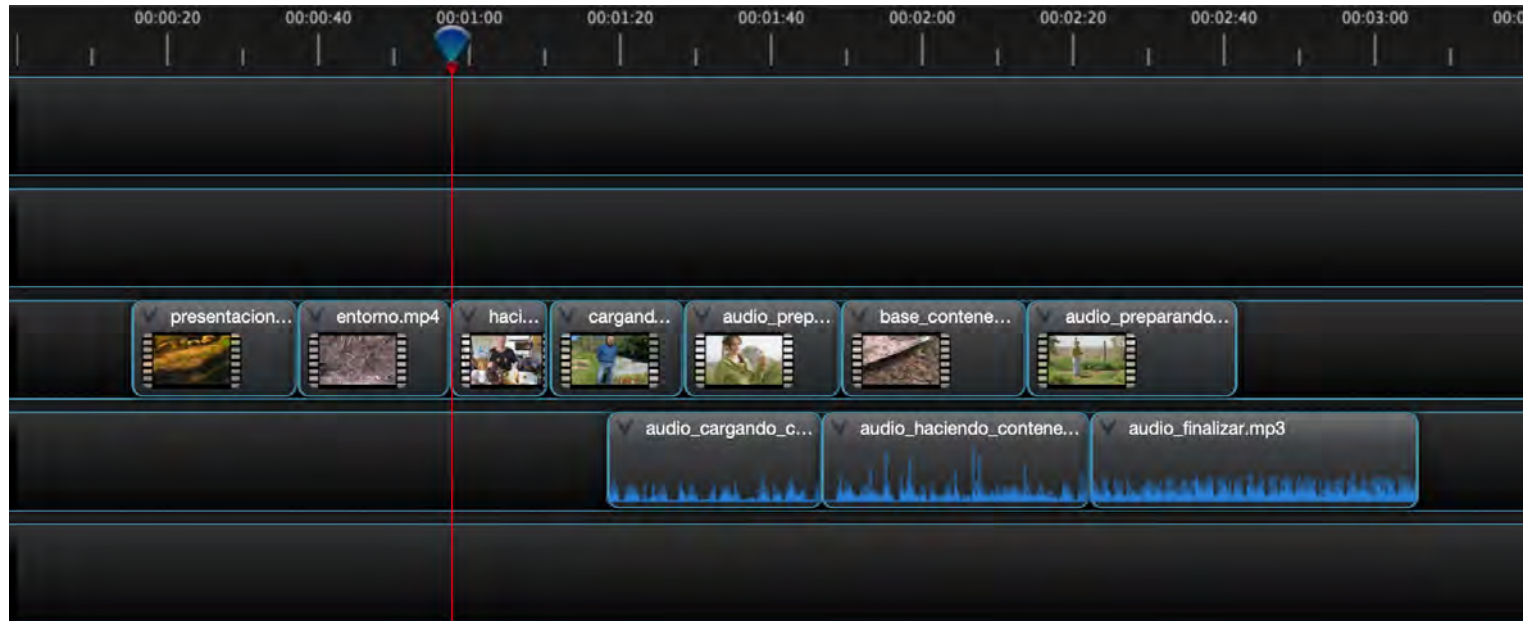 00:00:20 00:00:40 00:01:00 00:01:20 00:01:40 00:02:00 00:02:20 00:02:40 00:03:00 00:0
presentacion... entorno.mp4 haci... cargand... audio_prep... base_contene... audio_preparando...
audio_cargando_c... audio_haciendo_contene... audio_finalizar.mp3